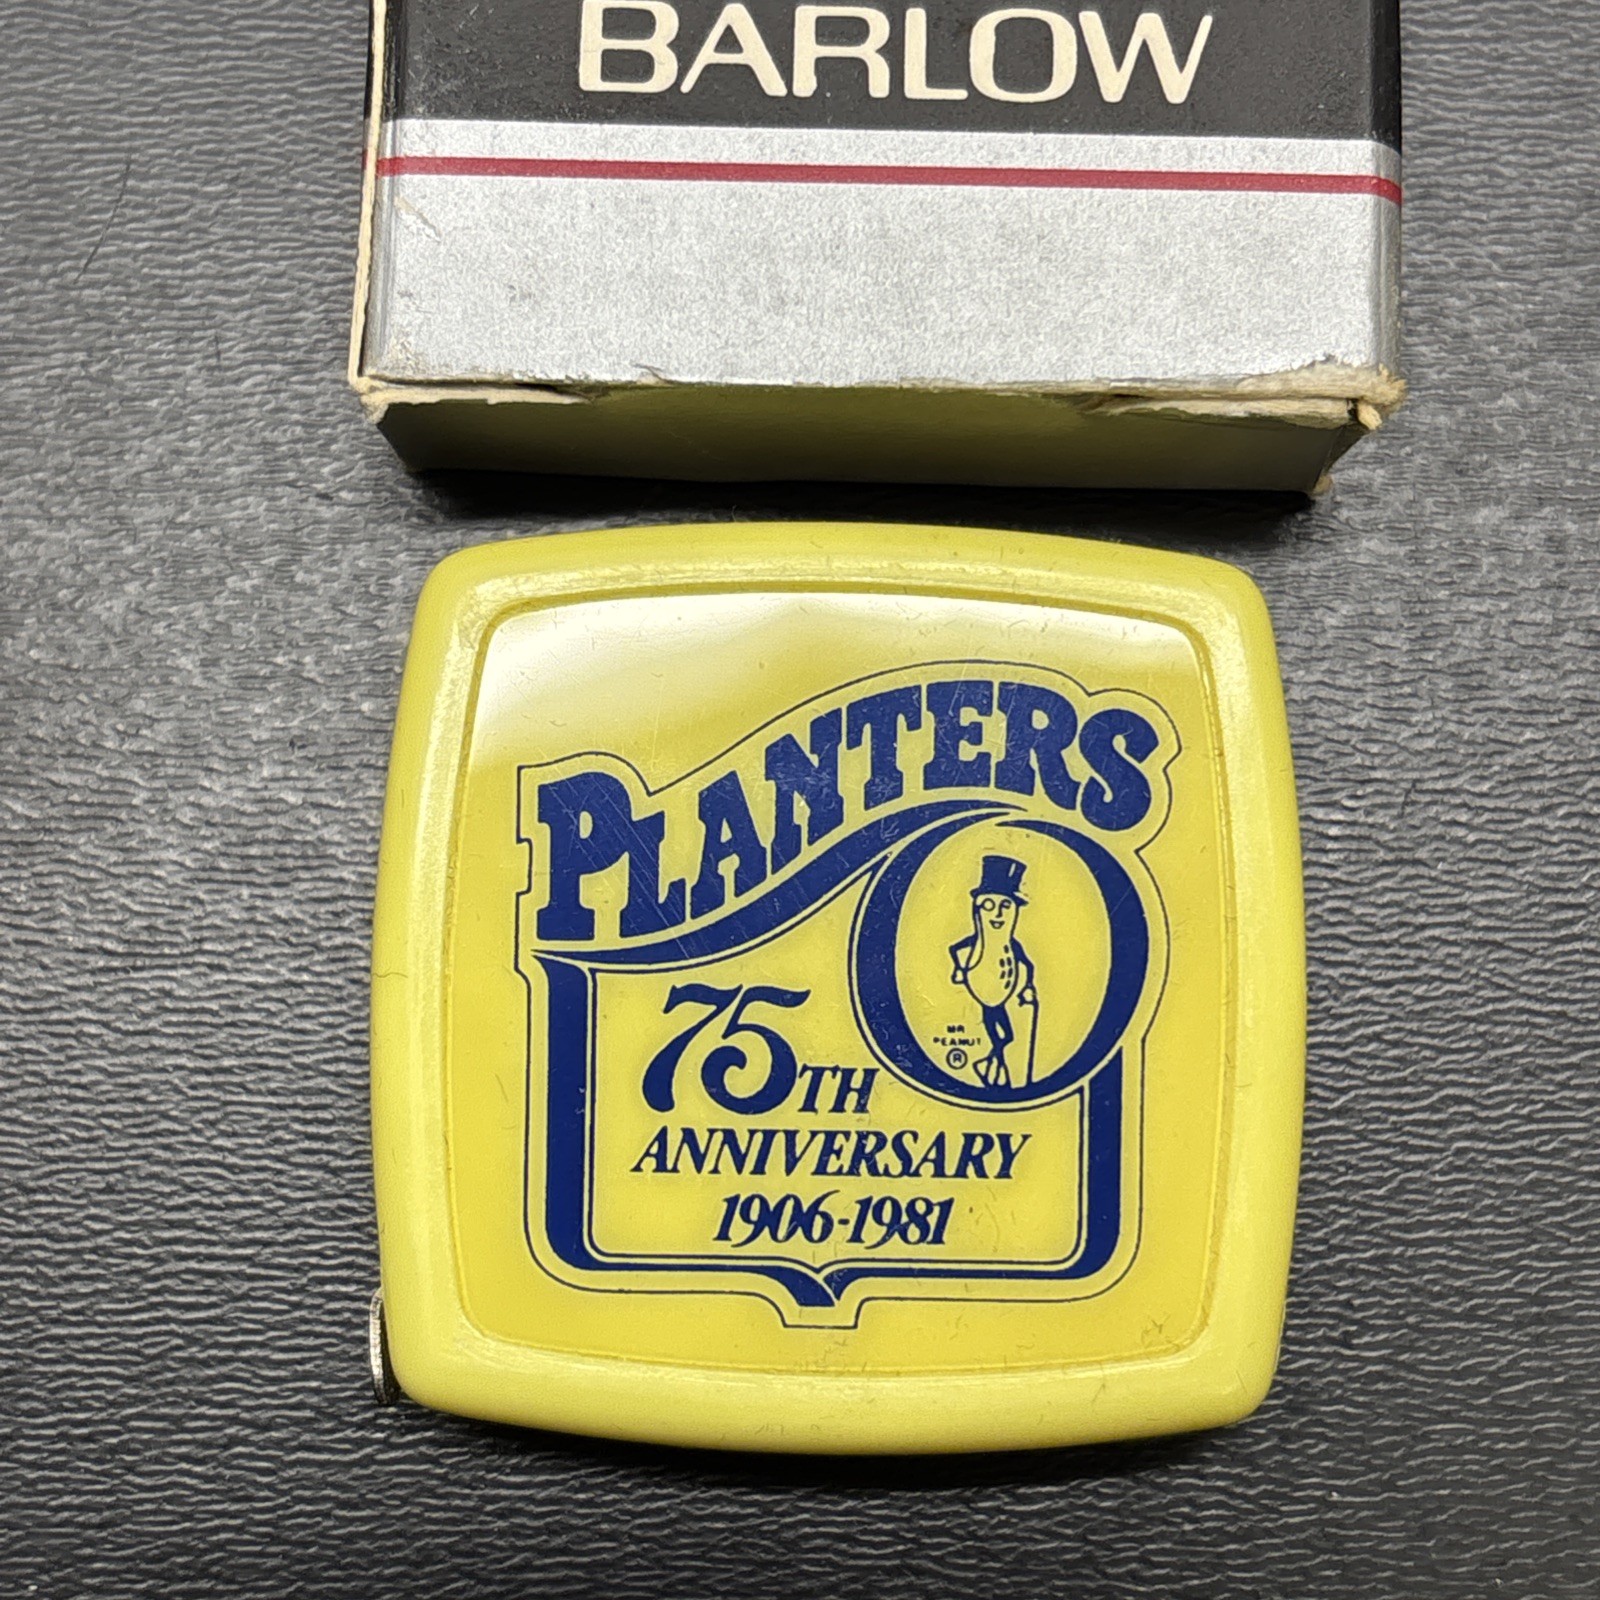 BARLOW
PLANTERS
75TH
ANNIVERSARY
1906-1981
MR
PEANUT
®